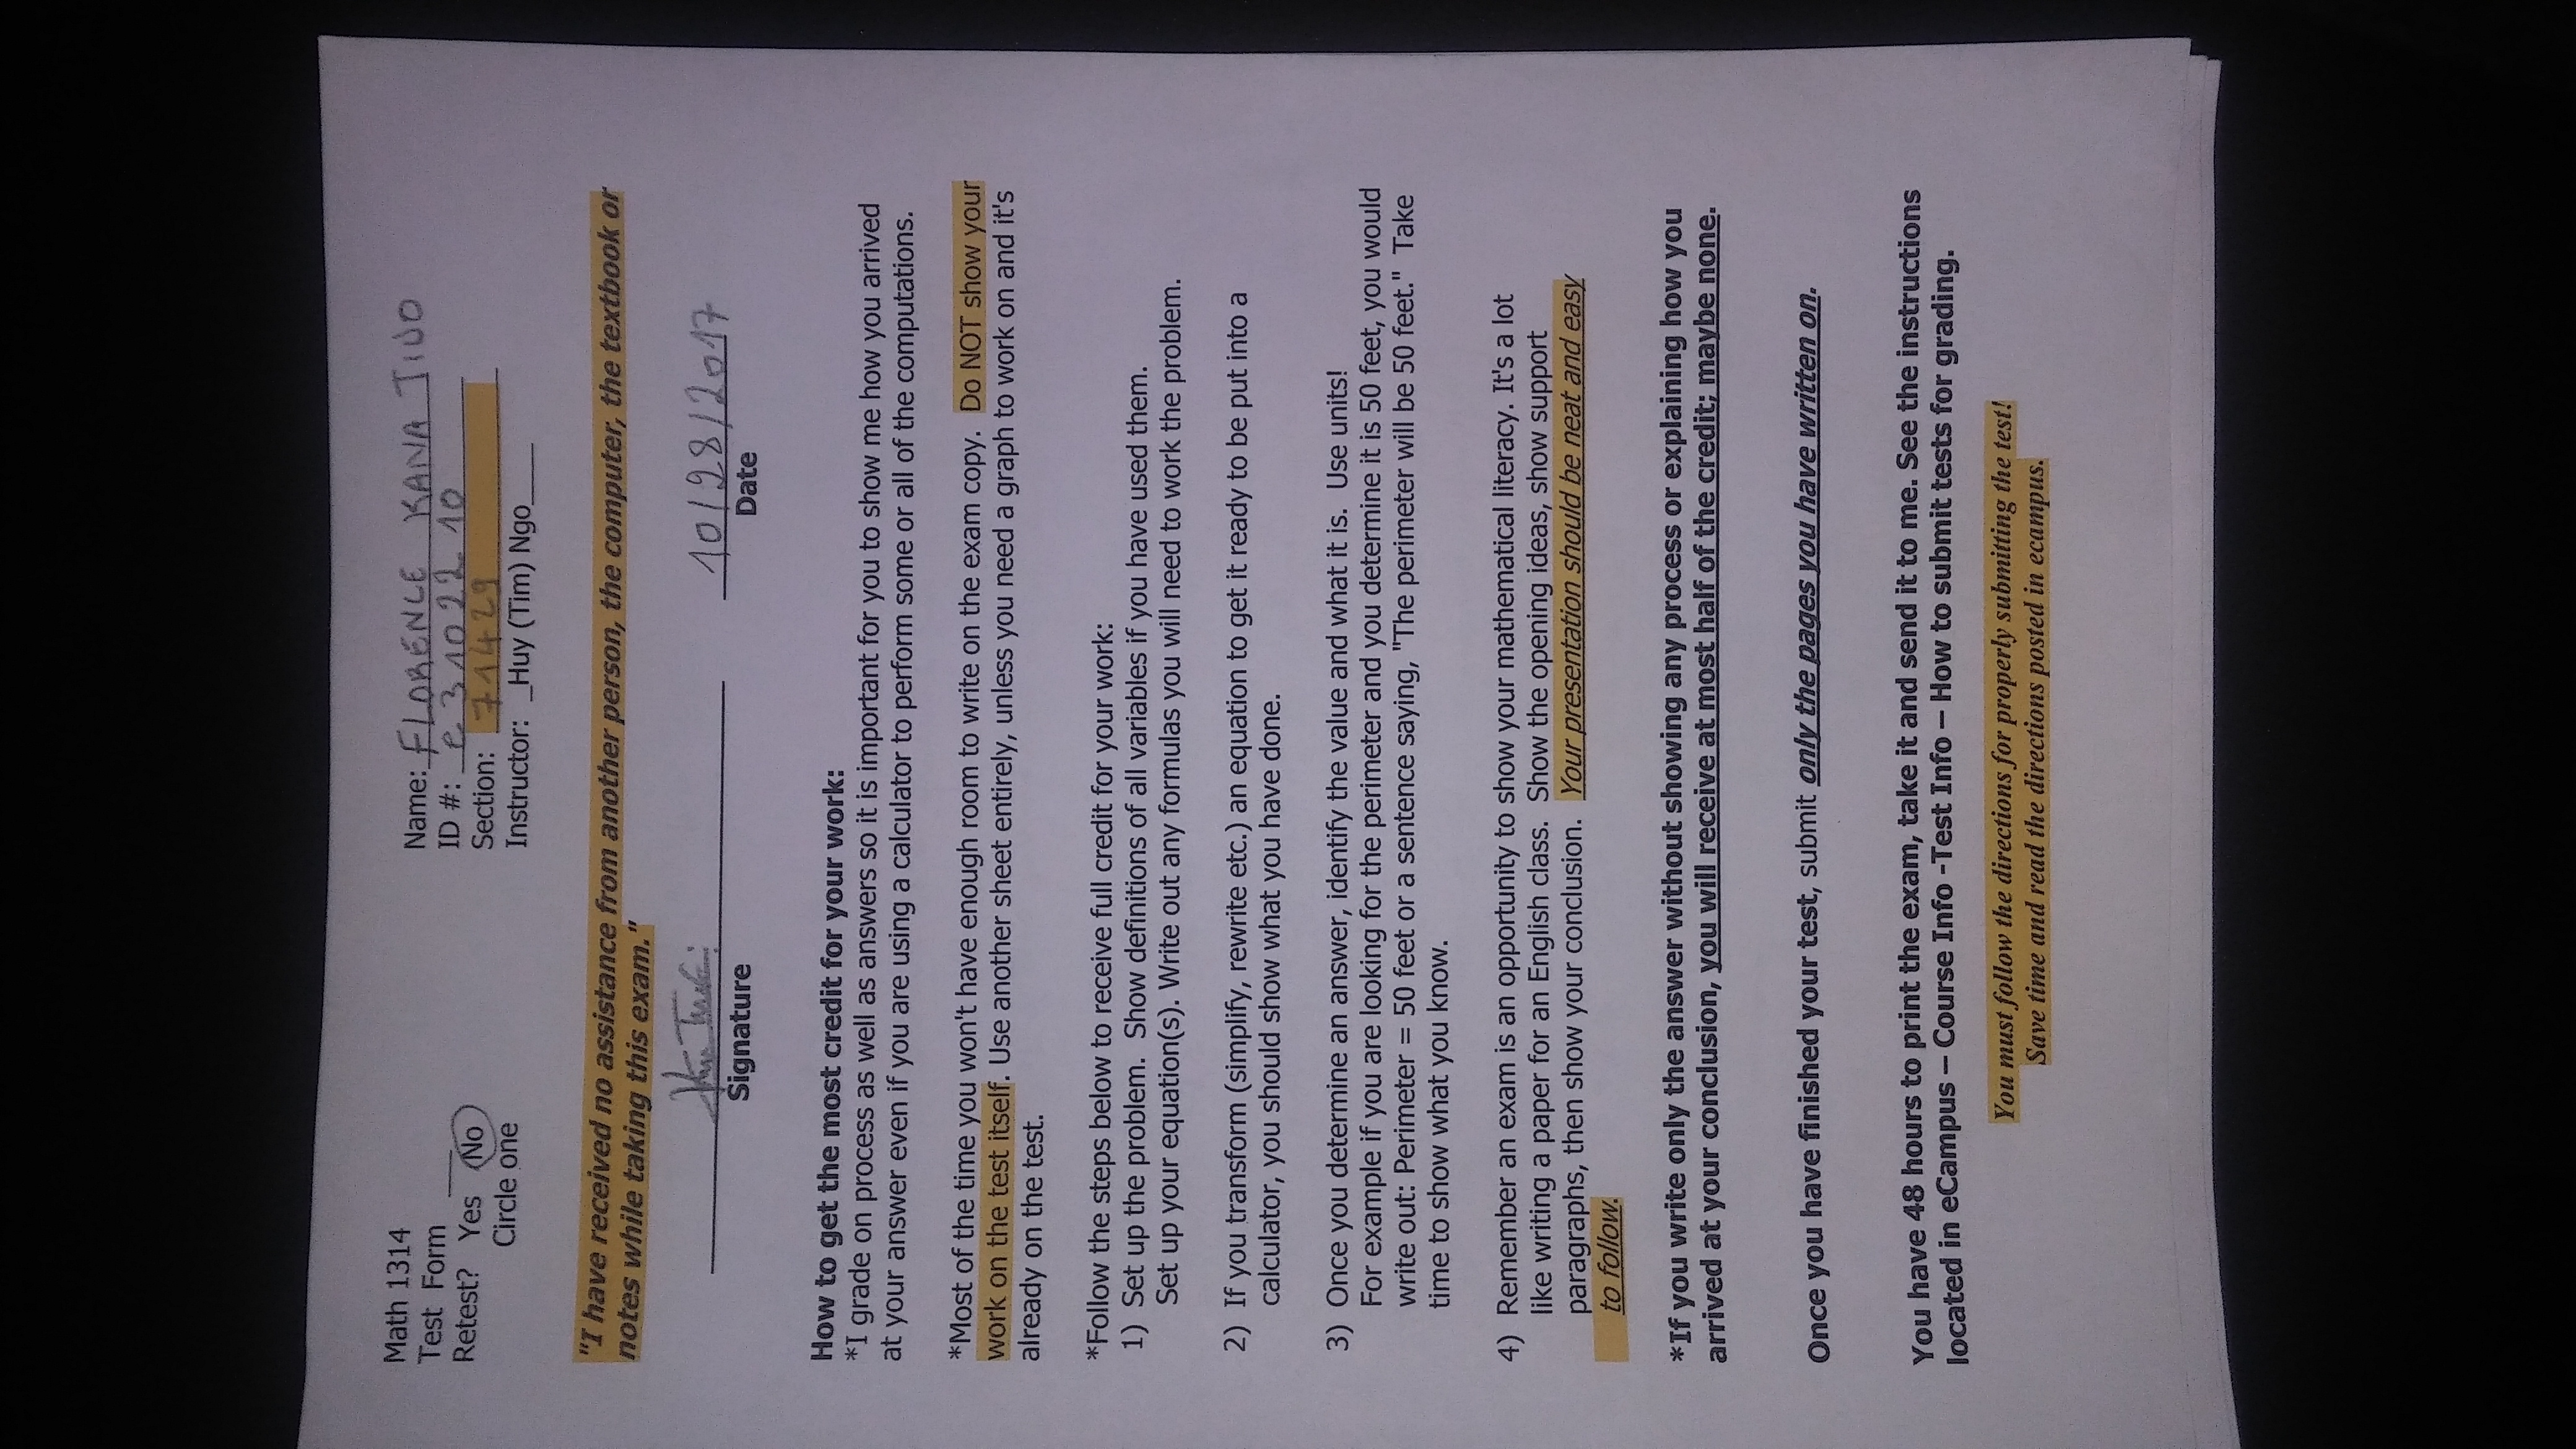 Math 1314
Test Form ____
Retest? Yes No
Circle one
Name: FLORENCE KANA TIDO
ID #: e3102210
Section: 71429
Instructor: _Huy (Tim) Ngo____
"I have received no assistance from another person, the computer, the textbook or
notes while taking this exam."
10/28/2017
Signature
Date
How to get the most credit for your work:
*I grade on process as well as answers so it is important for you to show me how you arrived
at your answer even if you are using a calculator to perform some or all of the computations.
*Most of the time you won't have enough room to write on the exam copy. Do NOT show your
work on the test itself. Use another sheet entirely, unless you need a graph to work on and it's
already on the test.
*Follow the steps below to receive full credit for your work:
1) Set up the problem. Show definitions of all variables if you have used them.
Set up your equation(s). Write out any formulas you will need to work the problem.
2) If you transform (simplify, rewrite etc.) an equation to get it ready to be put into a
calculator, you should show what you have done.
3) Once you determine an answer, identify the value and what it is. Use units!
For example if you are looking for the perimeter and you determine it is 50 feet, you would
write out: Perimeter = 50 feet or a sentence saying, "The perimeter will be 50 feet." Take
time to show what you know.
4) Remember an exam is an opportunity to show your mathematical literacy. It's a lot
like writing a paper for an English class. Show the opening ideas, show support
paragraphs, then show your conclusion. Your presentation should be neat and easy
to follow.
*If you write only the answer without showing any process or explaining how you
arrived at your conclusion, you will receive at most half of the credit; maybe none.
Once you have finished your test, submit only the pages you have written on.
You have 48 hours to print the exam, take it and send it to me. See the instructions
located in eCampus – Course Info -Test Info – How to submit tests for grading.
You must follow the directions for properly submitting the test!
Save time and read the directions posted in ecampus.